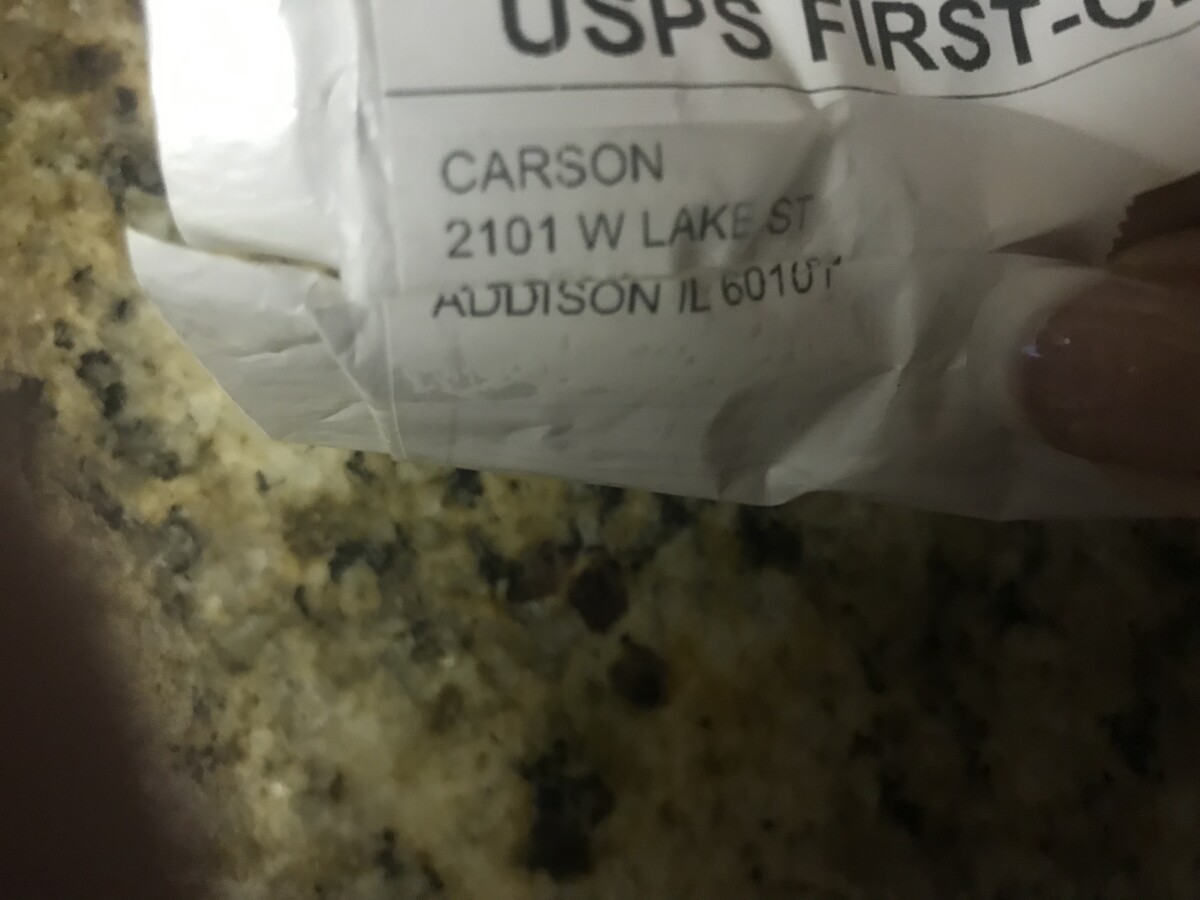 USPS FIRST-C
CARSON
2101 W LAKE ST
ADDISON IL 60101